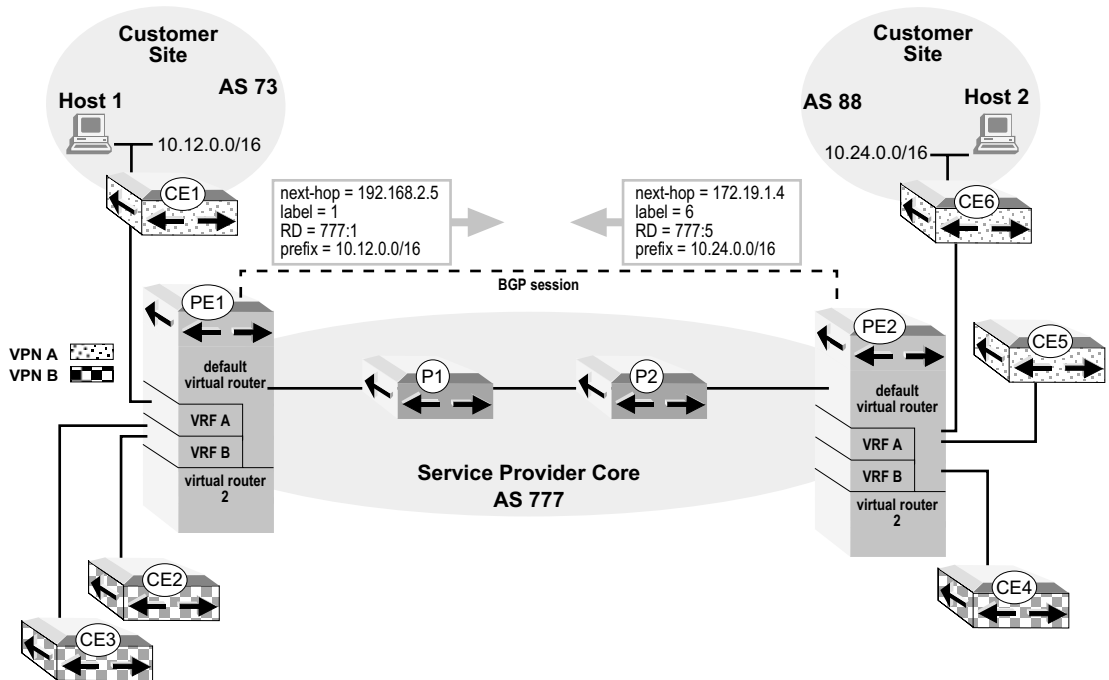 Customer
Site
AS 73
Host 1
10.12.0.0/16
CE1
Customer
Site
AS 88
Host 2
10.24.0.0/16
CE6
next-hop = 192.168.2.5
label = 1
RD = 777:1
prefix = 10.12.0.0/16
next-hop = 172.19.1.4
label = 6
RD = 777:5
prefix = 10.24.0.0/16
BGP session
PE1
default
virtual router
VRF A
VRF B
virtual router
2
VPN A
VPN B
P1
P2
Service Provider Core
AS 777
PE2
default
virtual router
VRF A
VRF B
virtual router
2
CE5
CE2
CE3
CE4